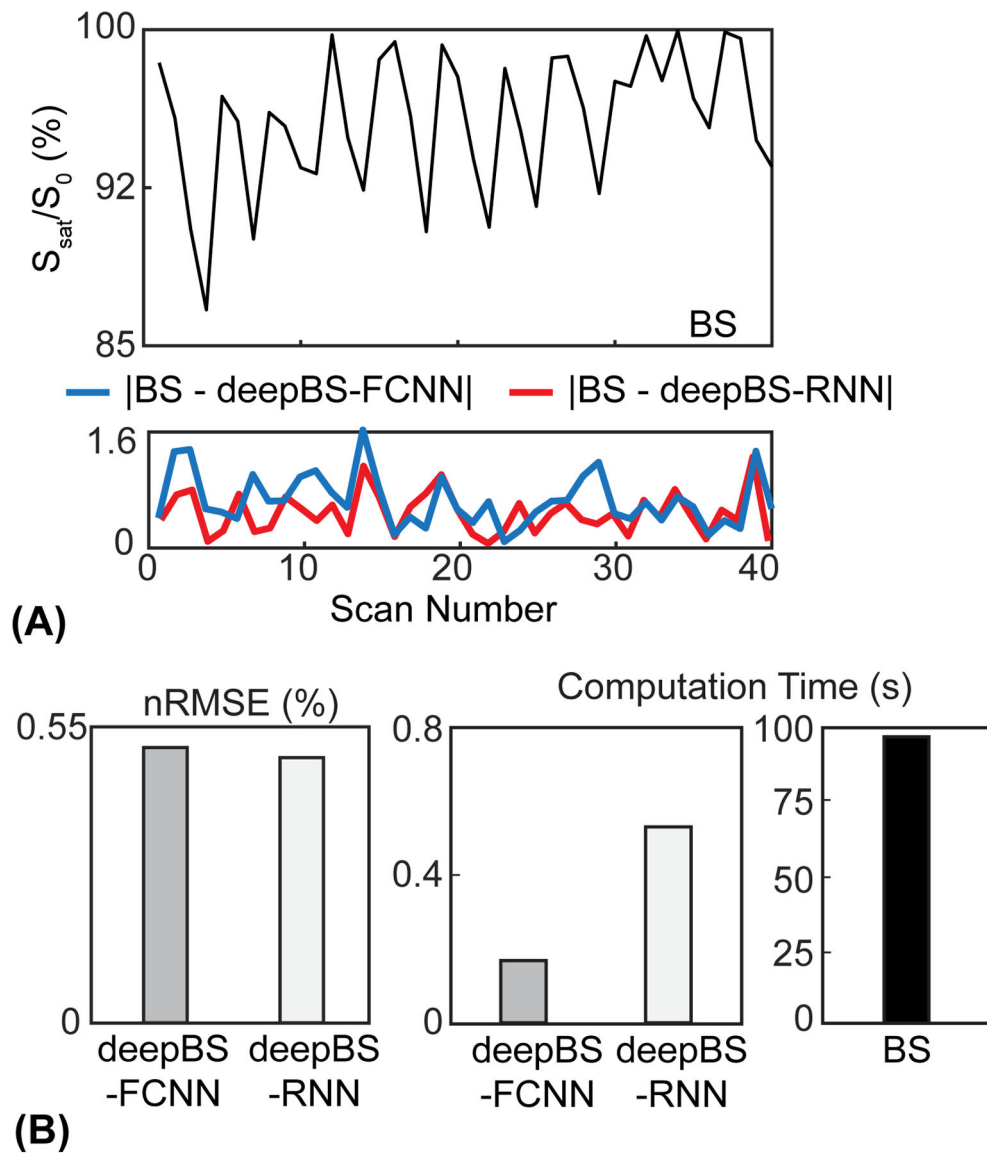 100
92
85
S_sat/S_0 (%)
BS
|BS - deepBS-FCNN|
|BS - deepBS-RNN|
1.6
0
0 10 20 30 40
Scan Number
(A)
nRMSE (%)
0.55
0
deepBS
-FCNN
deepBS
-RNN
Computation Time (s)
0.8
0.4
0
deepBS
-FCNN
deepBS
-RNN
100
75
50
25
0
BS
(B)